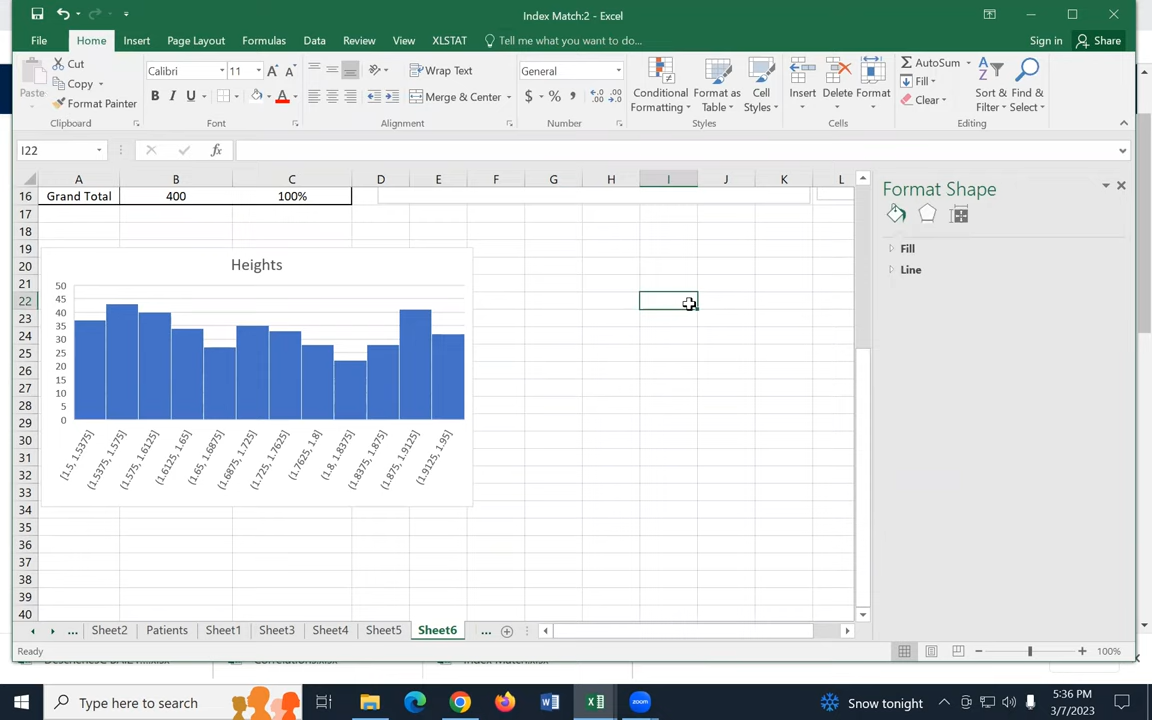 Index Match:2 - Excel
File Home Insert Page Layout Formulas Data Review View XLSTAT Tell me what you want to do... Sign in Share
Paste
Cut
Copy
Format Painter
Clipboard
Calibri 11
B I U
Font
Wrap Text
Merge & Center
Alignment
General
$ % ,
Number
Conditional Formatting
Format as Table
Cell Styles
Styles
Insert Delete Format
Cells
AutoSum
Fill
Clear
Sort & Filter
Find & Select
Editing
I22 fx
A B C D E F G H I J K L
16 Grand Total 400 100%
17
18
19
20
21
22
23
24
25
26
27
28
29
30
31
32
33
34
35
36
37
38
39
40
Heights
50
45
40
35
30
25
20
15
10
5
0
[1.5, 1.5375]
(1.5375, 1.575]
(1.575, 1.6125]
(1.6125, 1.65]
(1.65, 1.6875]
(1.6875, 1.725]
(1.725, 1.7625]
(1.7625, 1.8]
(1.8, 1.8375]
(1.8375, 1.875]
(1.875, 1.9125]
(1.9125, 1.95]
Format Shape
Fill
Line
... Sheet2 Patients Sheet1 Sheet3 Sheet4 Sheet5 Sheet6 ...
Ready 100%
Type here to search
Snow tonight
5:36 PM
3/7/2023